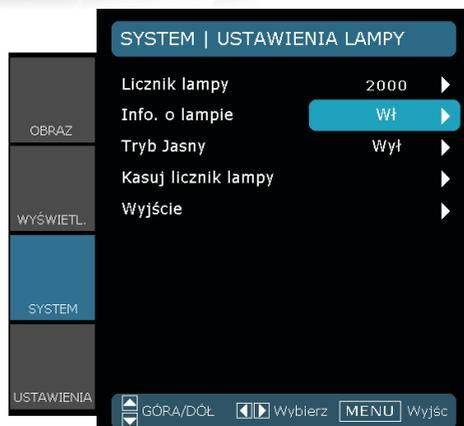 SYSTEM | USTAWIENIA LAMPY
Licznik lampy 2000
Info. o lampie Wł
Tryb Jasny Wył
Kasuj licznik lampy
Wyjście
OBRAZ
WYŚWIETL.
SYSTEM
USTAWIENIA
GÓRA/DÓŁ Wybierz MENU Wyjśc